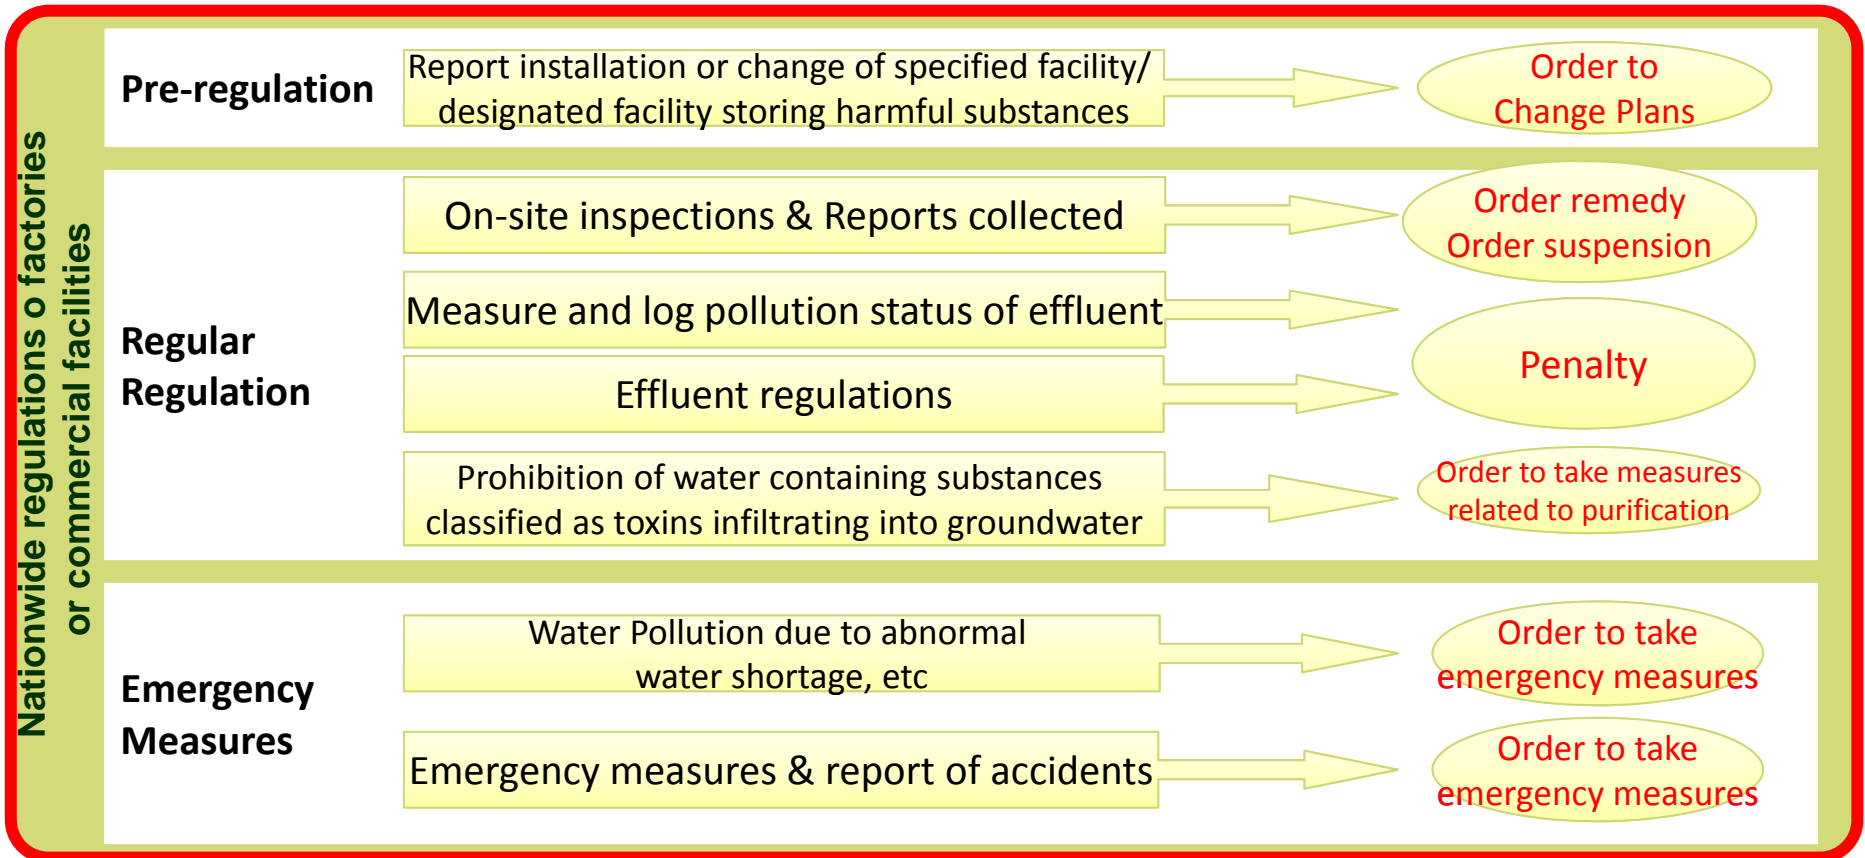 Nationwide regulations o factories
or commercial facilities
Pre-regulation
Report installation or change of specified facility/
designated facility storing harmful substances
Order to
Change Plans
Regular
Regulation
On-site inspections & Reports collected
Order remedy
Order suspension
Measure and log pollution status of effluent
Effluent regulations
Penalty
Prohibition of water containing substances
classified as toxins infiltrating into groundwater
Order to take measures
related to purification
Emergency
Measures
Water Pollution due to abnormal
water shortage, etc
Order to take
emergency measures
Emergency measures & report of accidents
Order to take
emergency measures